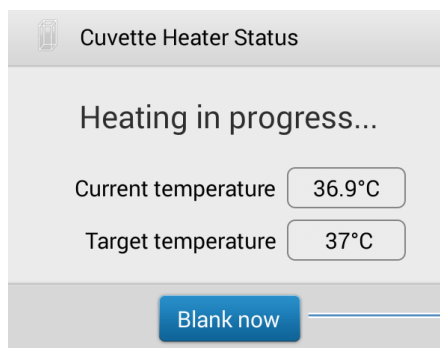 Cuvette Heater Status
Heating in progress...
Current temperature 36.9°C
Target temperature 37°C
Blank now